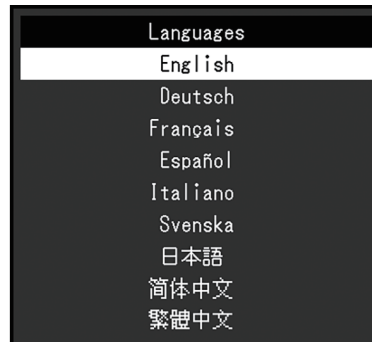 Languages
English
Deutsch
Français
Español
Italiano
Svenska
日本語
简体中文
繁體中文